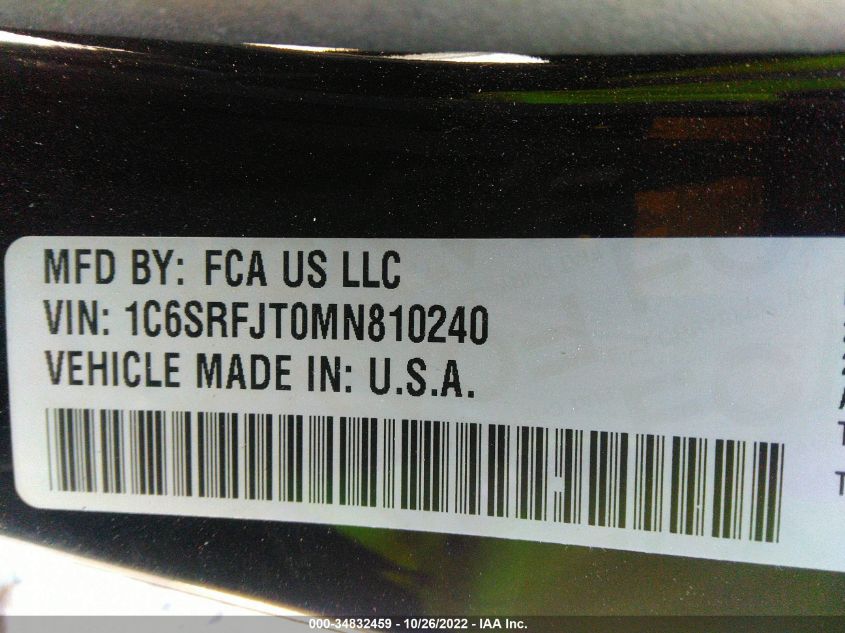 MFD BY: FCA US LLC
VIN: 1C6SRFJT0MN810240
VEHICLE MADE IN: U.S.A.
000-34832459 - 10/26/2022 - IAA Inc.